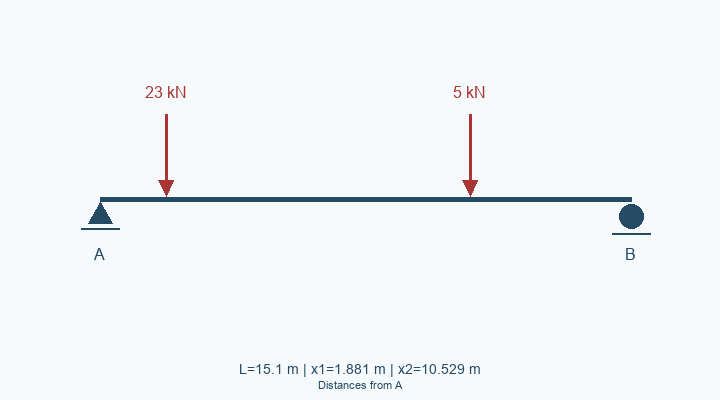 23 kN
5 kN
A
B
L=15.1 m | x1=1.881 m | x2=10.529 m
Distances from A